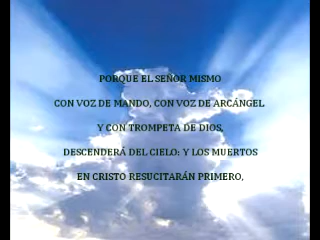 PORQUE EL SEÑOR MISMO
CON VOZ DE MANDO, CON VOZ DE ARCÁNGEL
Y CON TROMPETA DE DIOS,
DESCENDERÁ DEL CIELO; Y LOS MUERTOS
EN CRISTO RESUCITARÁN PRIMERO,